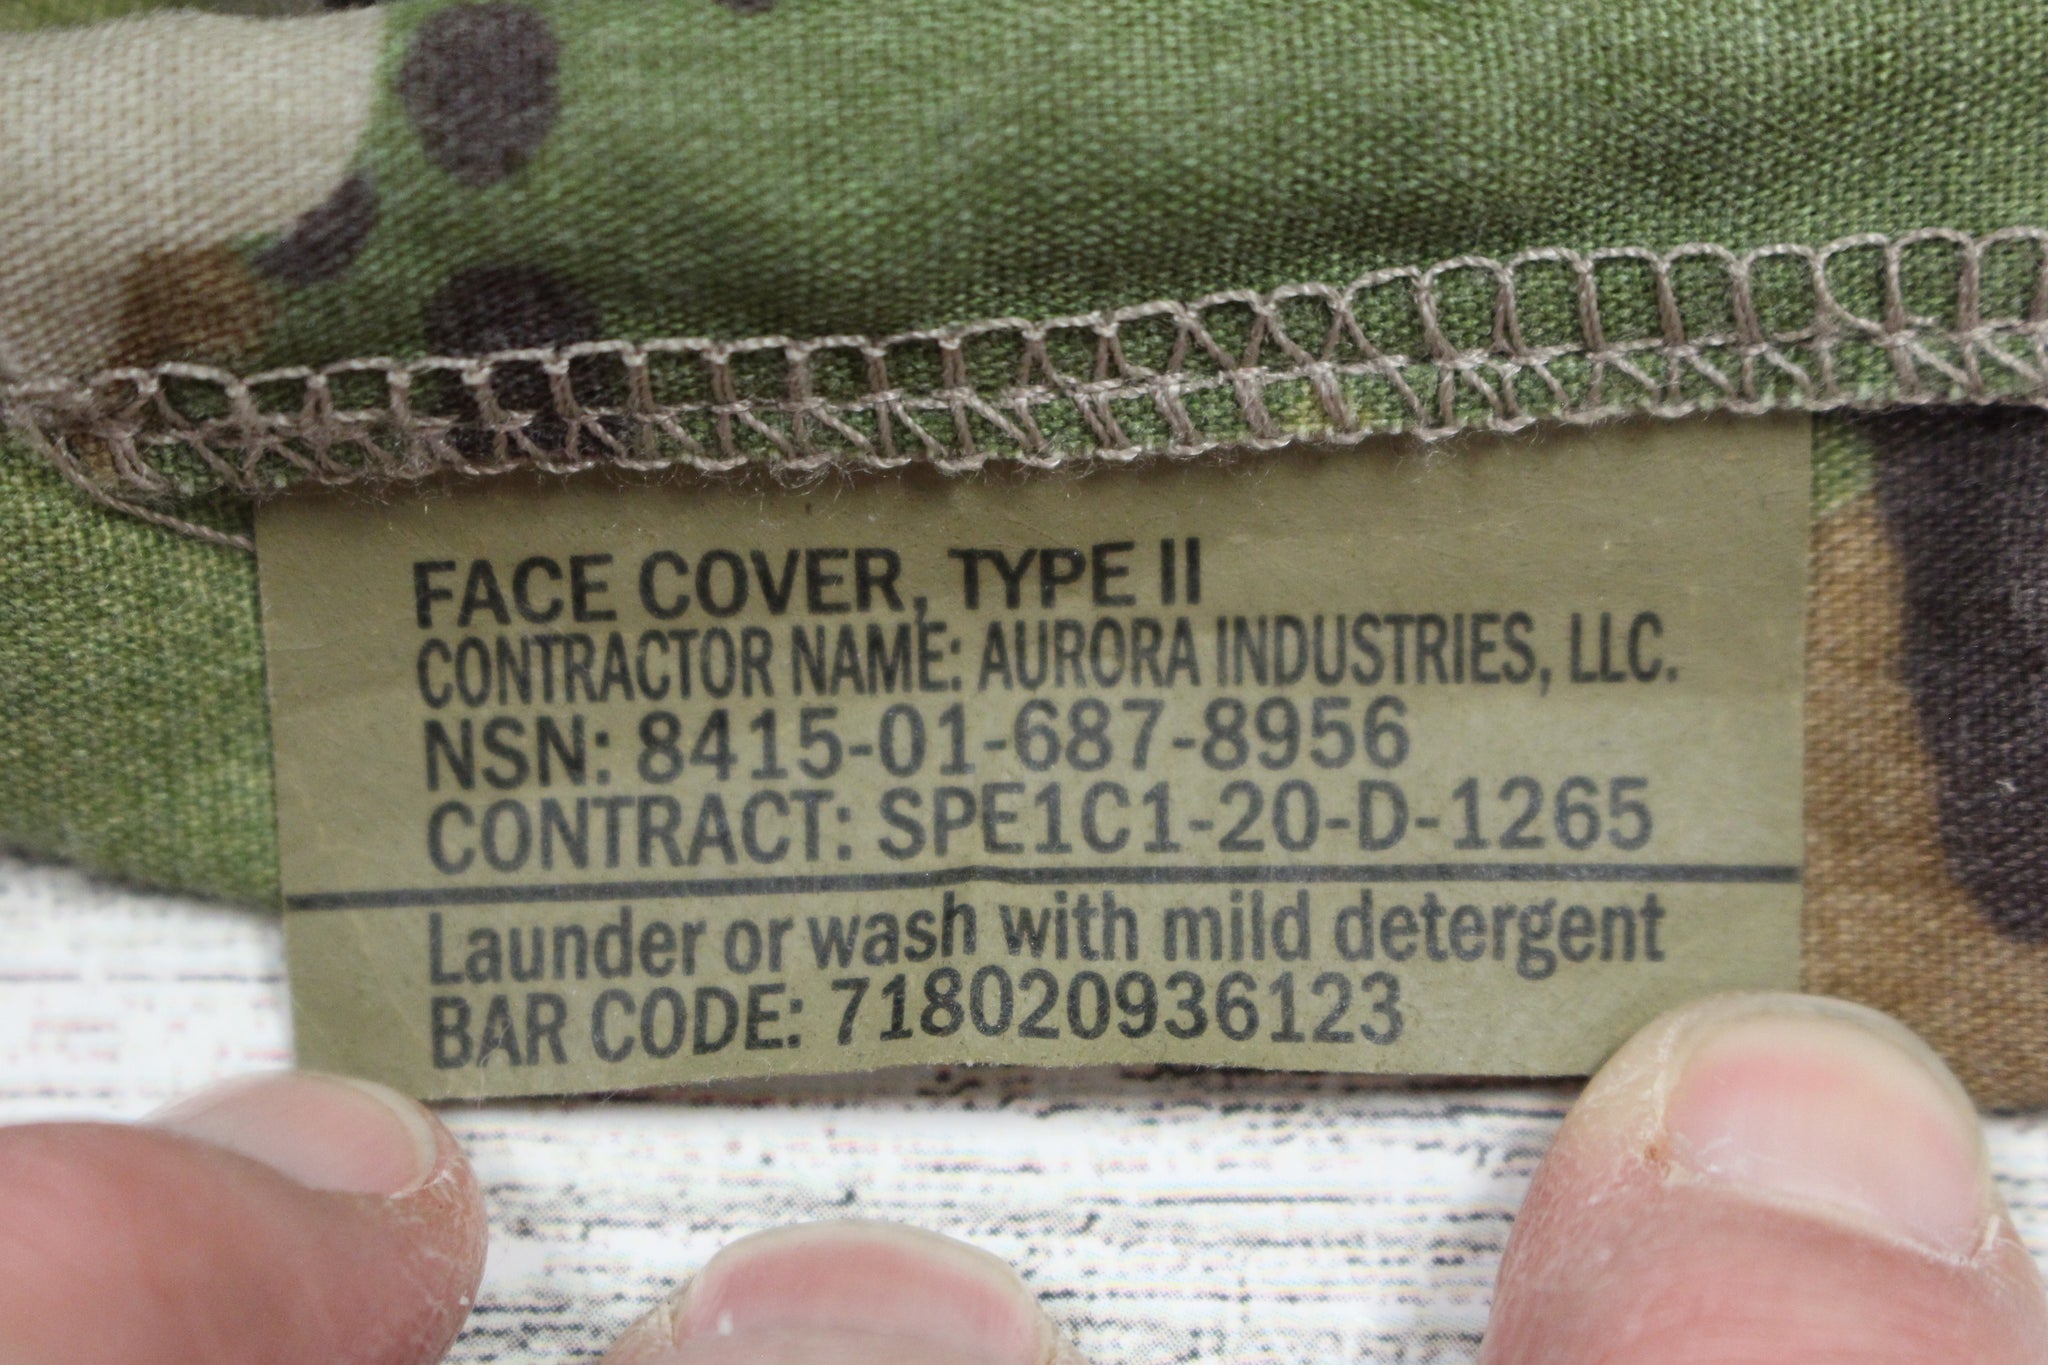 FACE COVER, TYPE II
CONTRACTOR NAME: AURORA INDUSTRIES, LLC.
NSN: 8415-01-687-8956
CONTRACT: SPE1C1-20-D-1265
Launder or wash with mild detergent
BAR CODE: 718020936123